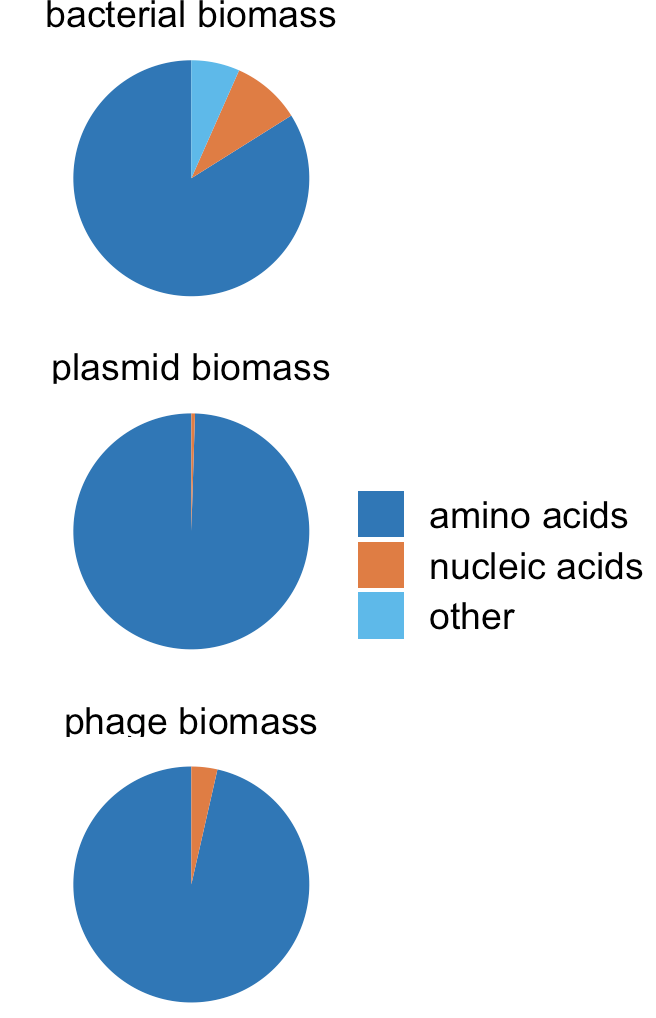 bacterial biomass
plasmid biomass
amino acids
nucleic acids
other
phage biomass